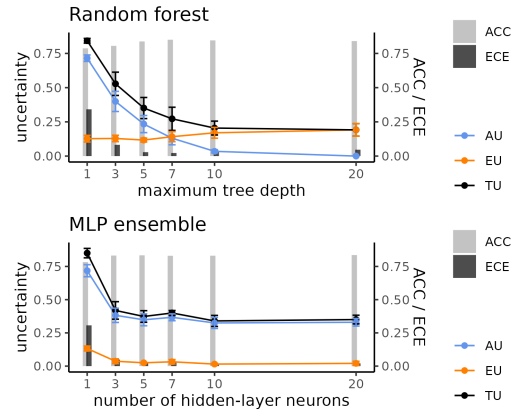 Random forest
uncertainty
0.75
0.50
0.25
0.00
0.75
0.50
0.25
0.00
ACC / ECE
1 3 5 7 10 20
maximum tree depth
ACC
ECE
AU
EU
TU
MLP ensemble
uncertainty
0.75
0.50
0.25
0.00
0.75
0.50
0.25
0.00
ACC / ECE
1 3 5 7 10 20
number of hidden-layer neurons
ACC
ECE
AU
EU
TU